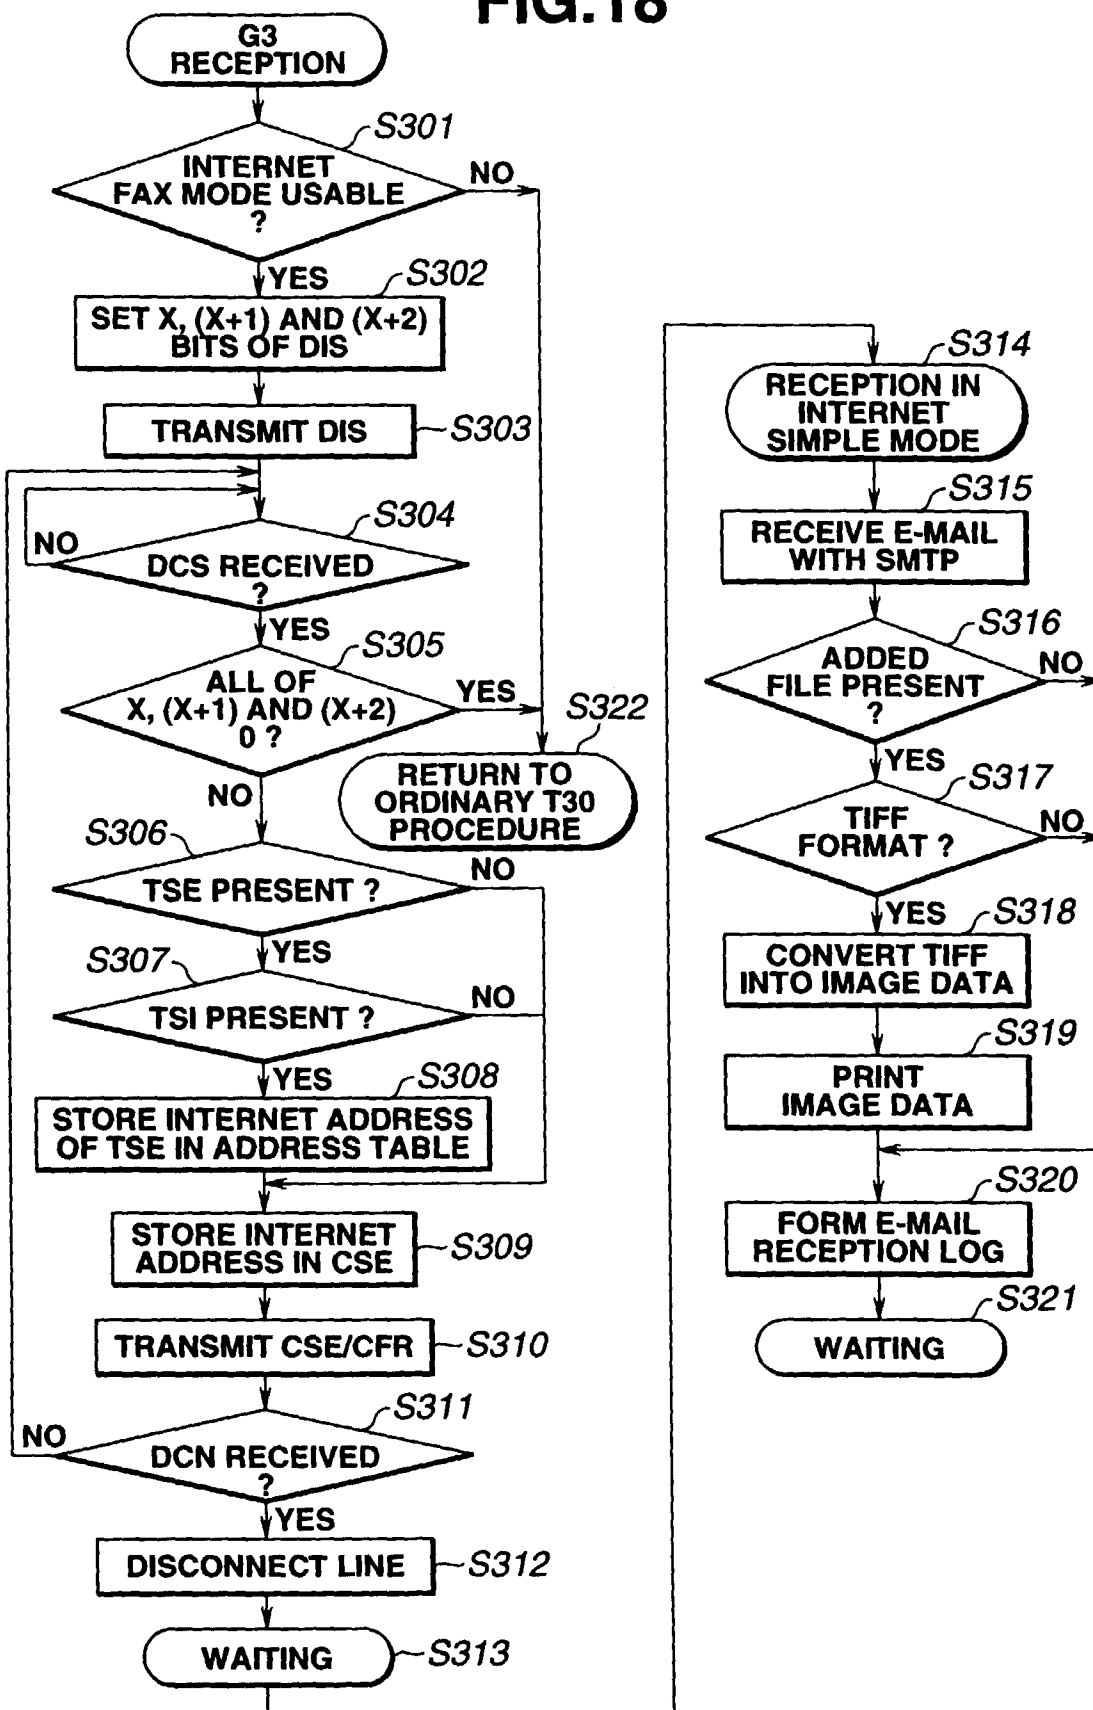 FIG.18
G3
RECEPTION
S301
INTERNET
FAX MODE USABLE
?
NO
YES
S302
SET X, (X+1) AND (X+2)
BITS OF DIS
TRANSMIT DIS
S303
S304
NO
DCS RECEIVED
?
YES
S305
ALL OF
X, (X+1) AND (X+2)
0 ?
YES
S322
RETURN TO
ORDINARY T30
PROCEDURE
NO
S306
TSE PRESENT ?
NO
YES
S307
TSI PRESENT ?
NO
YES
S308
STORE INTERNET ADDRESS
OF TSE IN ADDRESS TABLE
STORE INTERNET
ADDRESS IN CSE
S309
TRANSMIT CSE/CFR
S310
S311
NO
DCN RECEIVED
?
YES
DISCONNECT LINE
S312
WAITING
S313
S314
RECEPTION IN
INTERNET
SIMPLE MODE
S315
RECEIVE E-MAIL
WITH SMTP
S316
ADDED
FILE PRESENT
?
NO
YES
S317
TIFF
FORMAT ?
NO
YES
S318
CONVERT TIFF
INTO IMAGE DATA
S319
PRINT
IMAGE DATA
S320
FORM E-MAIL
RECEPTION LOG
S321
WAITING